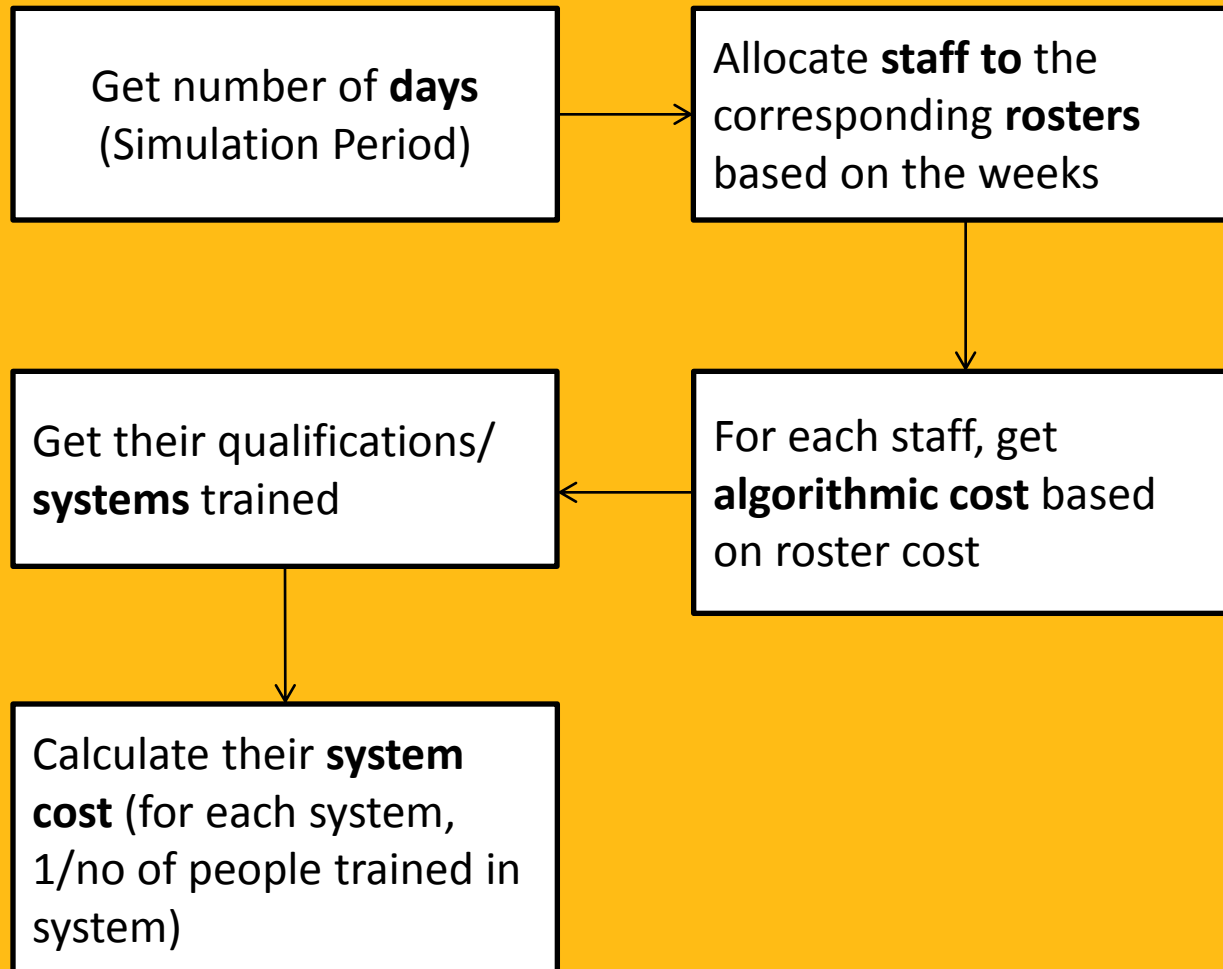 Get number of days
(Simulation Period)
Allocate staff to the
corresponding rosters
based on the weeks
For each staff, get
algorithmic cost based
on roster cost
Get their qualifications/
systems trained
Calculate their system
cost (for each system,
1/no of people trained in
system)